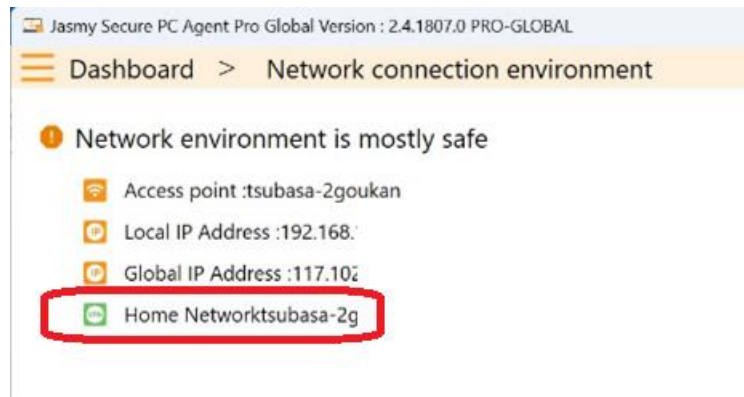 Jasmy Secure PC Agent Pro Global Version : 2.4.1807.0 PRO-GLOBAL
Dashboard > Network connection environment
Network environment is mostly safe
Access point :tsubasa-2goukan
Local IP Address :192.168.
Global IP Address :117.102
Home Networktsubasa-2g